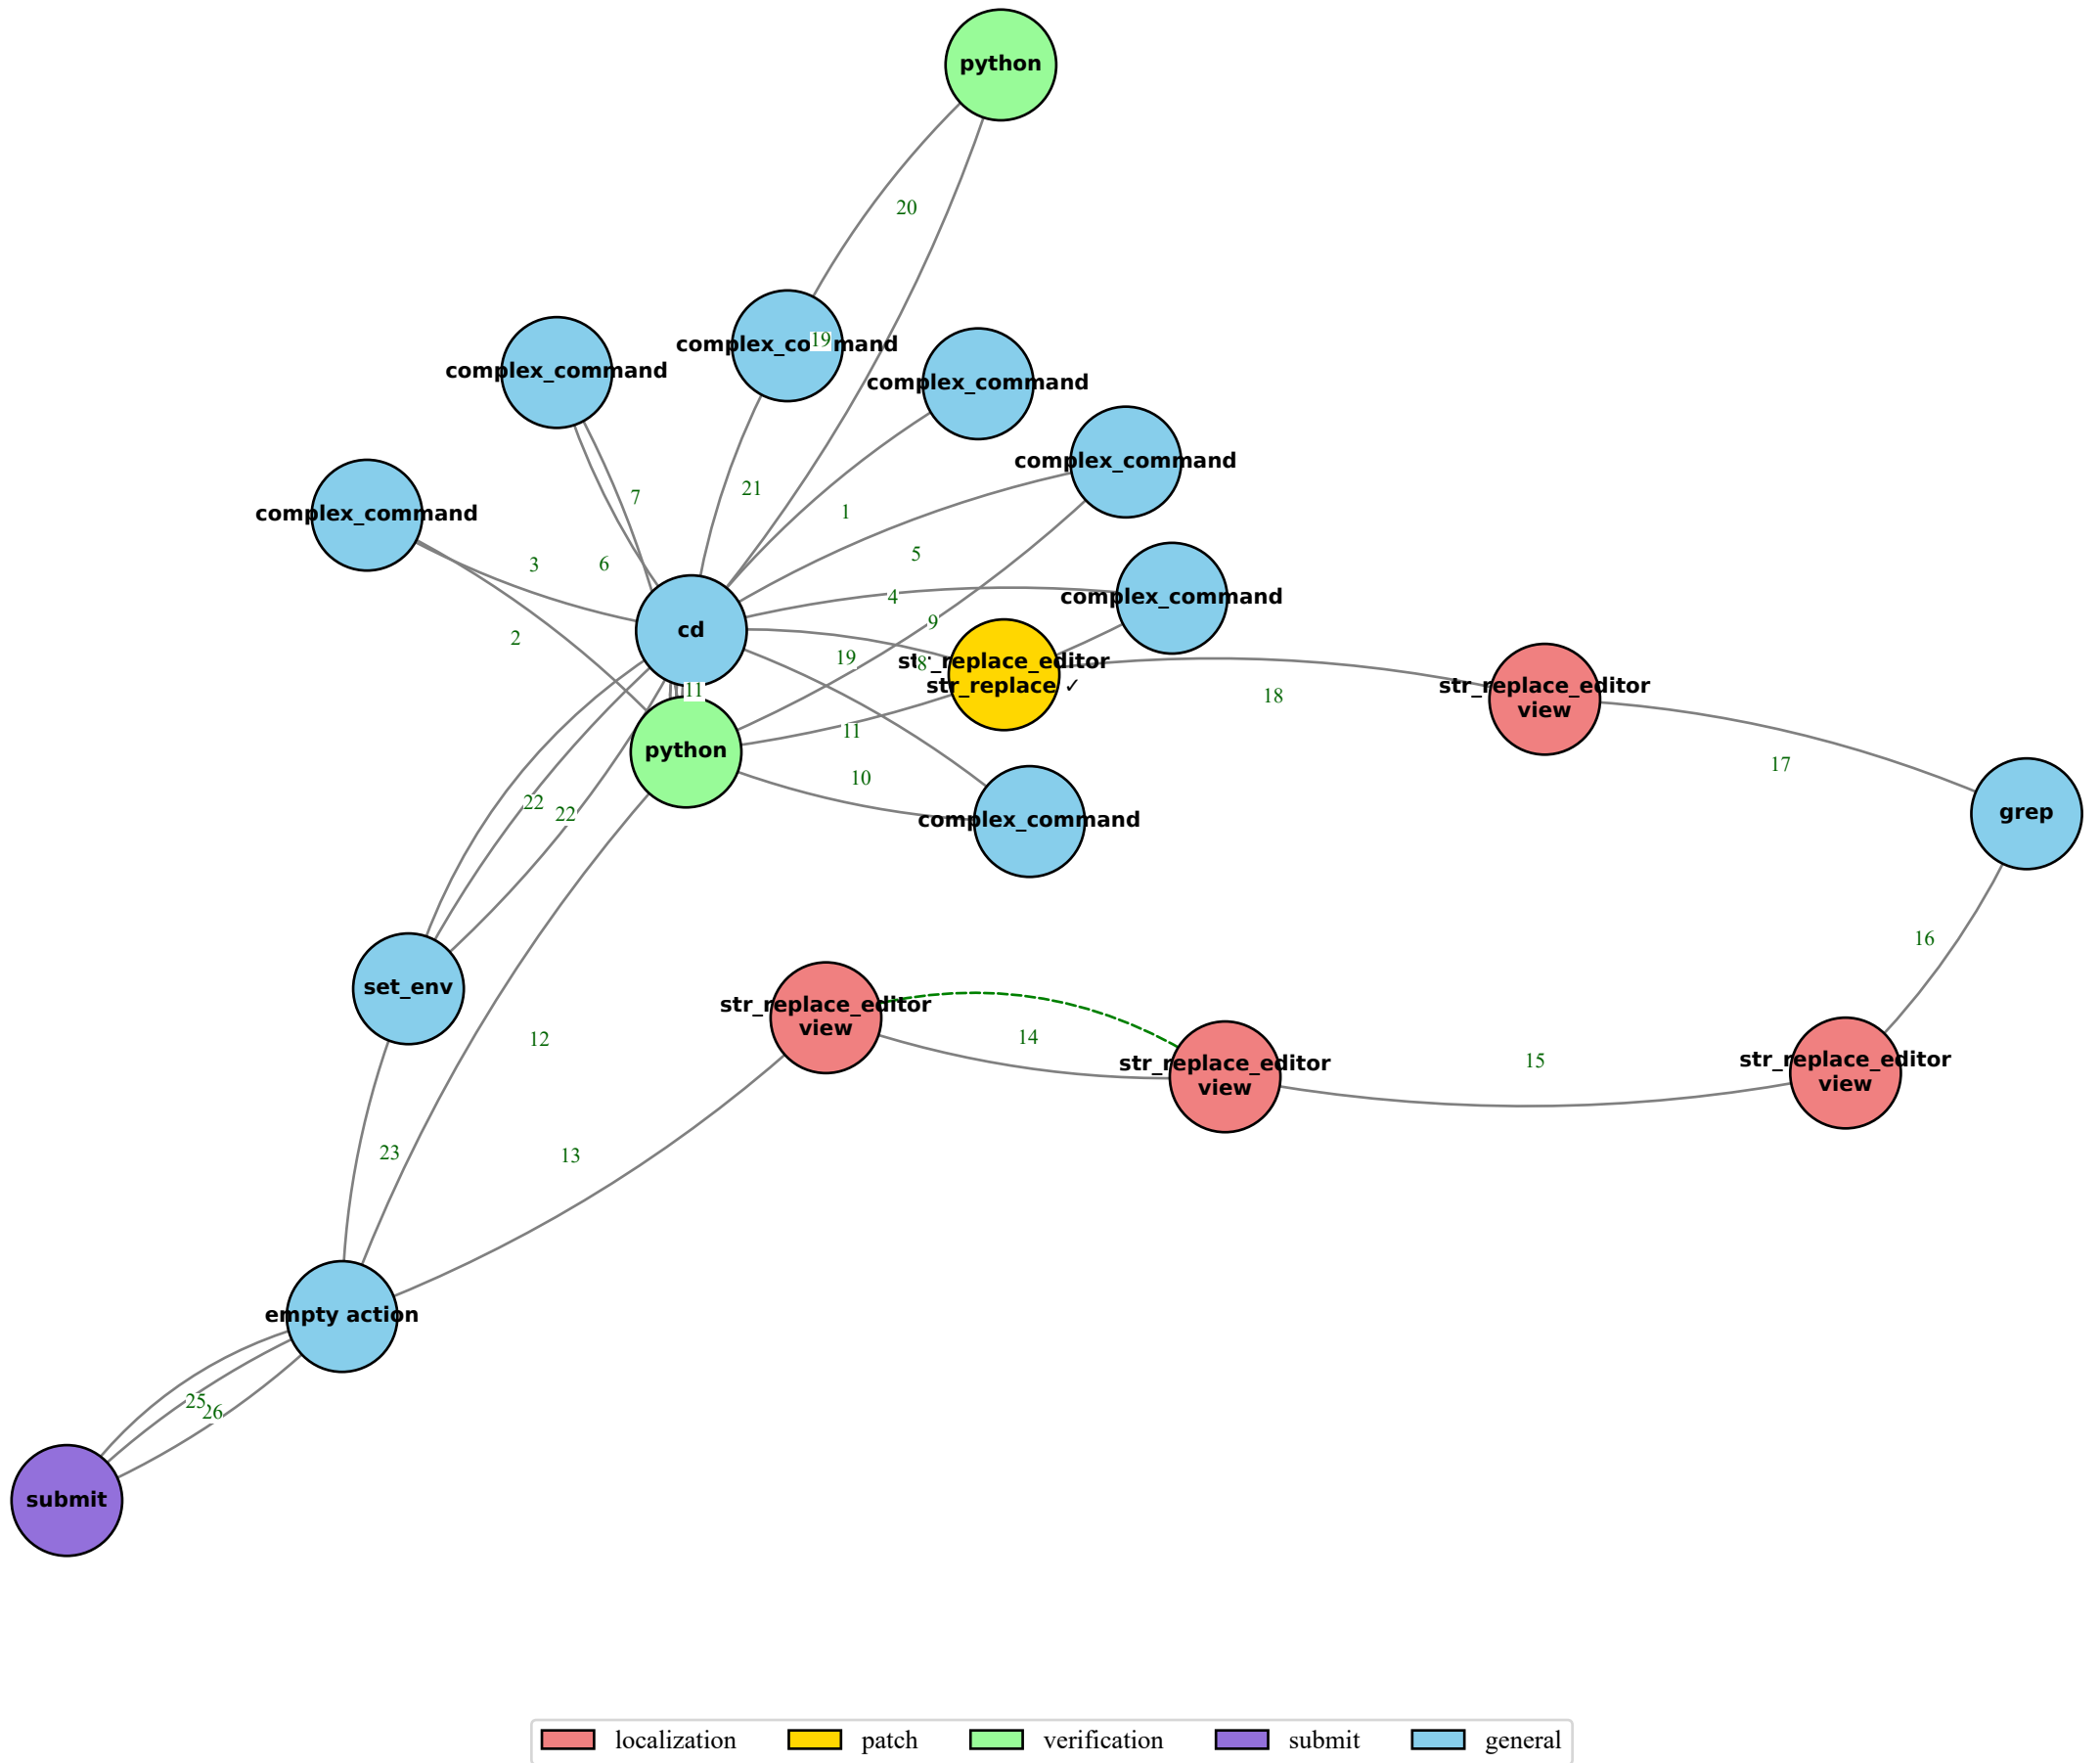 python
20
complex_command
19
complex_command
complex_command
7
21
1
complex_command
complex_command
3
6
5
4
complex_command
2
9
cd
19
8
str_replace_editor
str_replace ✓
11
18
str_replace_editor
view
17
11
python
10
complex_command
grep
22
22
16
set_env
12
str_replace_editor
view
14
str_replace_editor
view
15
str_replace_editor
view
23
13
empty action
25
26
submit
localization
patch
verification
submit
general